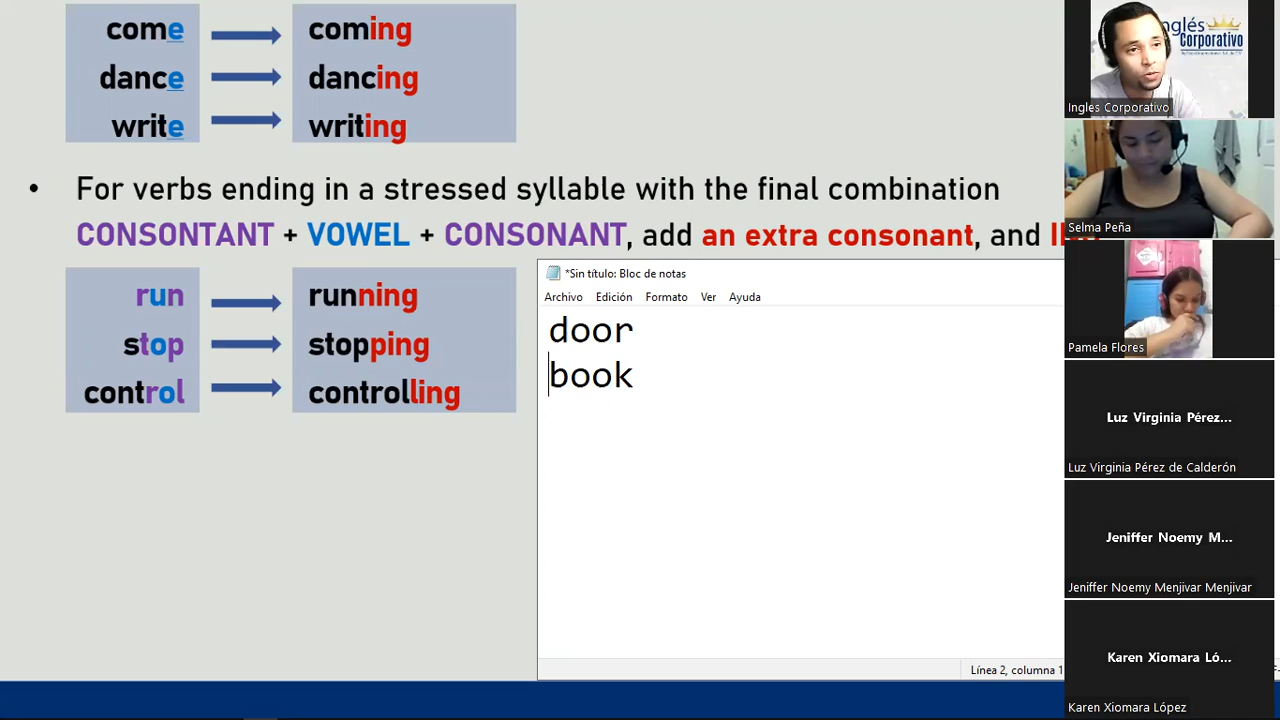 come
coming
dance
dancing
write
writing
• For verbs ending in a stressed syllable with the final combination
CONSONTANT + VOWEL + CONSONANT, add an extra consonant, and
run
running
stop
stopping
control
controlling
*Sin título: Bloc de notas
Archivo Edición Formato Ver Ayuda
door
book
Línea 2, columna 1
Inglés
Corporativo
Ingles Corporativo
Selma Peña
Pamela Flores
Luz Virginia Pérez...
Luz Virginia Pérez de Calderón
Jeniffer Noemy M...
Jeniffer Noemy Menjivar Menjivar
Karen Xiomara Ló...
Karen Xiomara López